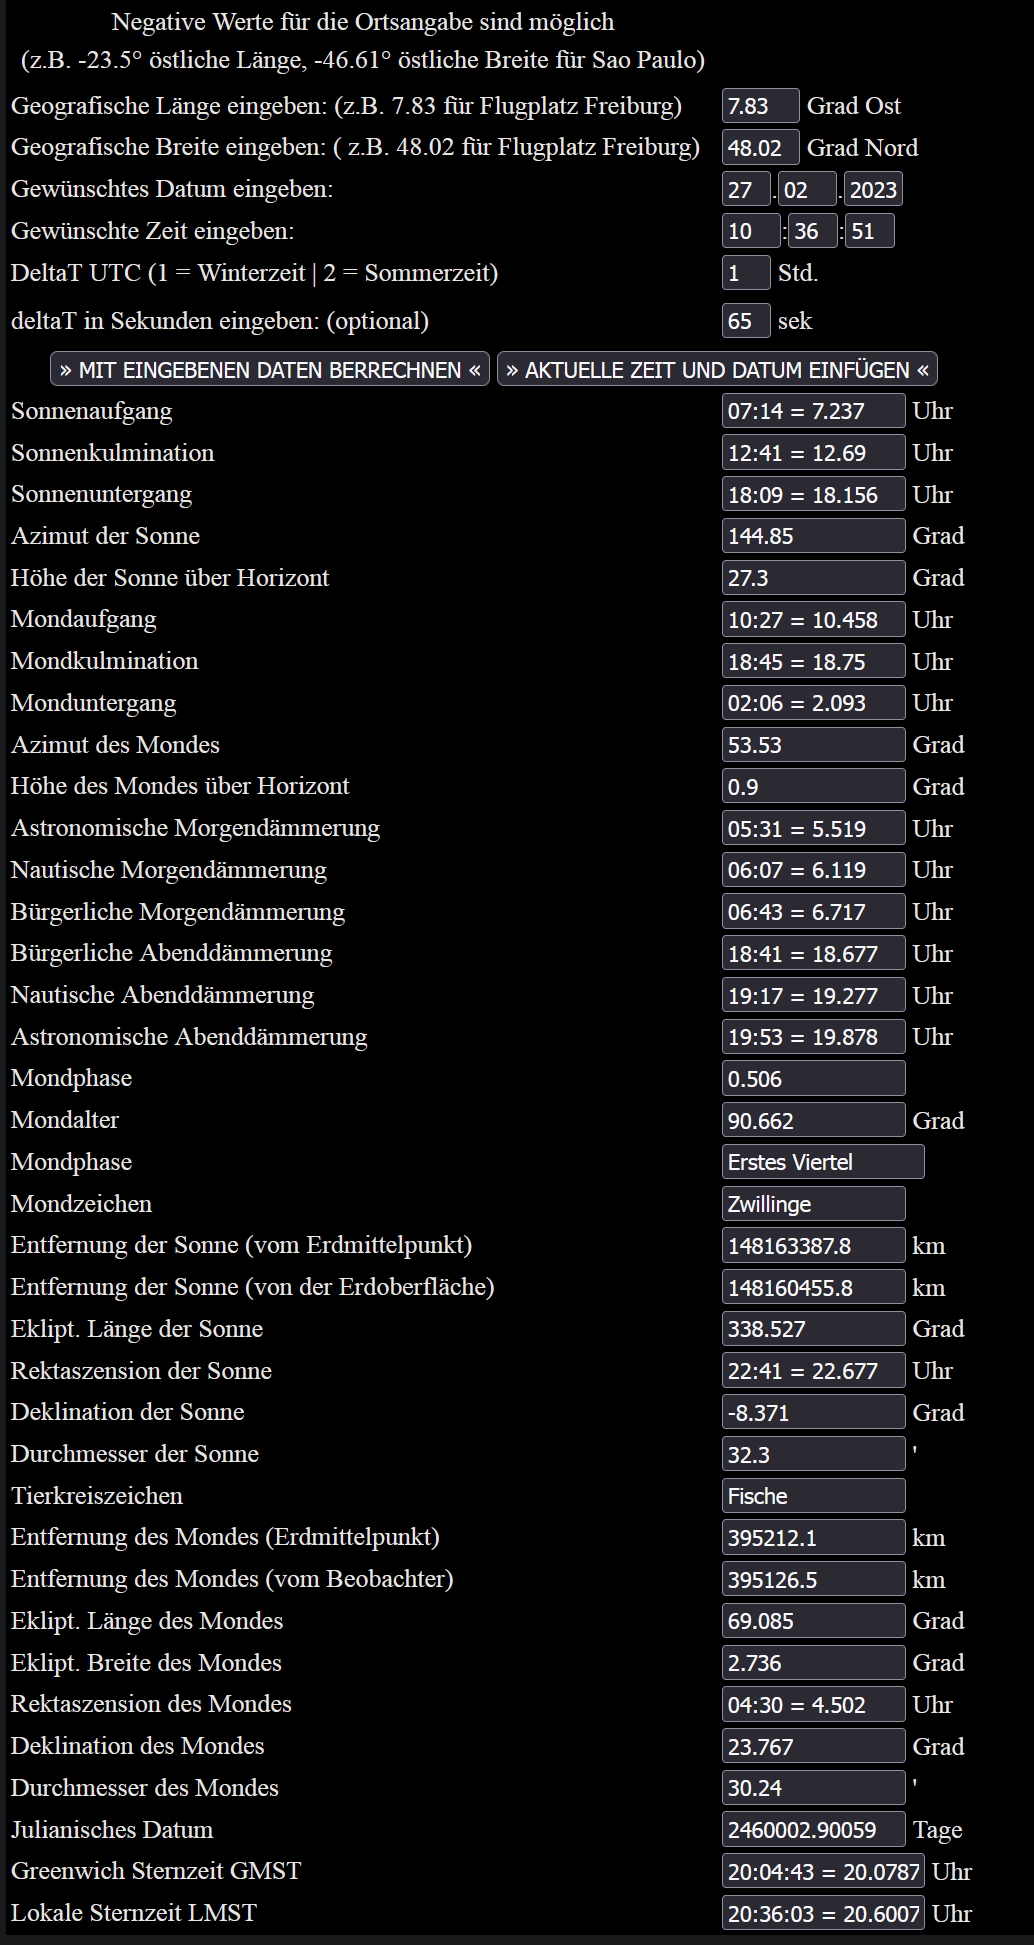 Negative Werte für die Ortsangabe sind möglich
(z.B. -23.5° östliche Länge, -46.61° östliche Breite für Sao Paulo)
Geografische Länge eingeben: (z.B. 7.83 für Flugplatz Freiburg) 7.83 Grad Ost
Geografische Breite eingeben: ( z.B. 48.02 für Flugplatz Freiburg) 48.02 Grad Nord
Gewünschtes Datum eingeben: 27 . 02 . 2023
Gewünschte Zeit eingeben: 10 : 36 : 51
DeltaT UTC (1 = Winterzeit | 2 = Sommerzeit) 1 Std.
deltaT in Sekunden eingeben: (optional) 65 sek
» MIT EINGEBENEN DATEN BERRECHNEN « » AKTUELLE ZEIT UND DATUM EINFÜGEN «
Sonnenaufgang 07:14 = 7.237 Uhr
Sonnenkulmination 12:41 = 12.69 Uhr
Sonnenuntergang 18:09 = 18.156 Uhr
Azimut der Sonne 144.85 Grad
Höhe der Sonne über Horizont 27.3 Grad
Mondaufgang 10:27 = 10.458 Uhr
Mondkulmination 18:45 = 18.75 Uhr
Monduntergang 02:06 = 2.093 Uhr
Azimut des Mondes 53.53 Grad
Höhe des Mondes über Horizont 0.9 Grad
Astronomische Morgendämmerung 05:31 = 5.519 Uhr
Nautische Morgendämmerung 06:07 = 6.119 Uhr
Bürgerliche Morgendämmerung 06:43 = 6.717 Uhr
Bürgerliche Abenddämmerung 18:41 = 18.677 Uhr
Nautische Abenddämmerung 19:17 = 19.277 Uhr
Astronomische Abenddämmerung 19:53 = 19.878 Uhr
Mondphase 0.506
Mondalter 90.662 Grad
Mondphase Erstes Viertel
Mondzeichen Zwillinge
Entfernung der Sonne (vom Erdmittelpunkt) 148163387.8 km
Entfernung der Sonne (von der Erdoberfläche) 148160455.8 km
Eklipt. Länge der Sonne 338.527 Grad
Rektaszension der Sonne 22:41 = 22.677 Uhr
Deklination der Sonne -8.371 Grad
Durchmesser der Sonne 32.3 '
Tierkreiszeichen Fische
Entfernung des Mondes (Erdmittelpunkt) 395212.1 km
Entfernung des Mondes (vom Beobachter) 395126.5 km
Eklipt. Länge des Mondes 69.085 Grad
Eklipt. Breite des Mondes 2.736 Grad
Rektaszension des Mondes 04:30 = 4.502 Uhr
Deklination des Mondes 23.767 Grad
Durchmesser des Mondes 30.24 '
Julianisches Datum 2460002.90059 Tage
Greenwich Sternzeit GMST 20:04:43 = 20.0787 Uhr
Lokale Sternzeit LMST 20:36:03 = 20.6007 Uhr